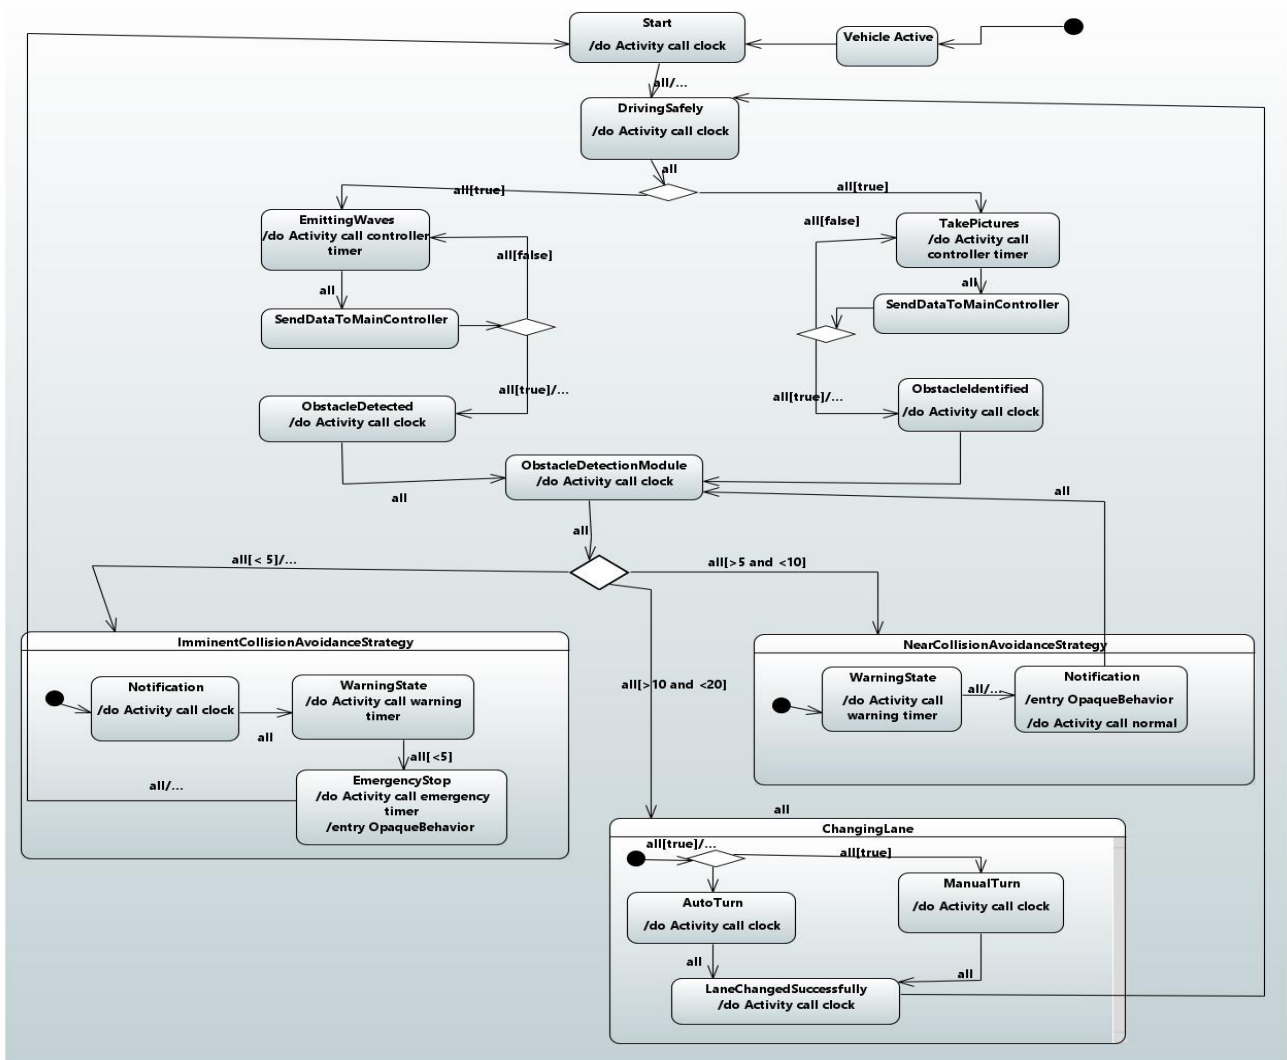 Start
/do Activity call clock
Vehicle Active
all/...
DrivingSafely
/do Activity call clock
all
all[true]
all[true]
EmittingWaves
/do Activity call controller
timer
all[false]
TakePictures
/do Activity call
controller timer
all[false]
all
all
SendDataToMainController
SendDataToMainController
all[true]/...
all[true]/...
ObstacleDetected
/do Activity call clock
ObstacleIdentified
/do Activity call clock
ObstacleDetectionModule
/do Activity call clock
all
all
all
all[< 5]/...
all[>5 and <10]
ImminentCollisionAvoidanceStrategy
Notification
/do Activity call clock
all
WarningState
/do Activity call warning
timer
all[<5]
EmergencyStop
/do Activity call emergency
timer
/entry OpaqueBehavior
all/...
all[>10 and <20]
NearCollisionAvoidanceStrategy
WarningState
/do Activity call
warning timer
all/...
Notification
/entry OpaqueBehavior
/do Activity call normal
all
ChangingLane
all[true]/...
all[true]
AutoTurn
/do Activity call clock
ManualTurn
/do Activity call clock
all
all
LaneChangedSuccessfully
/do Activity call clock